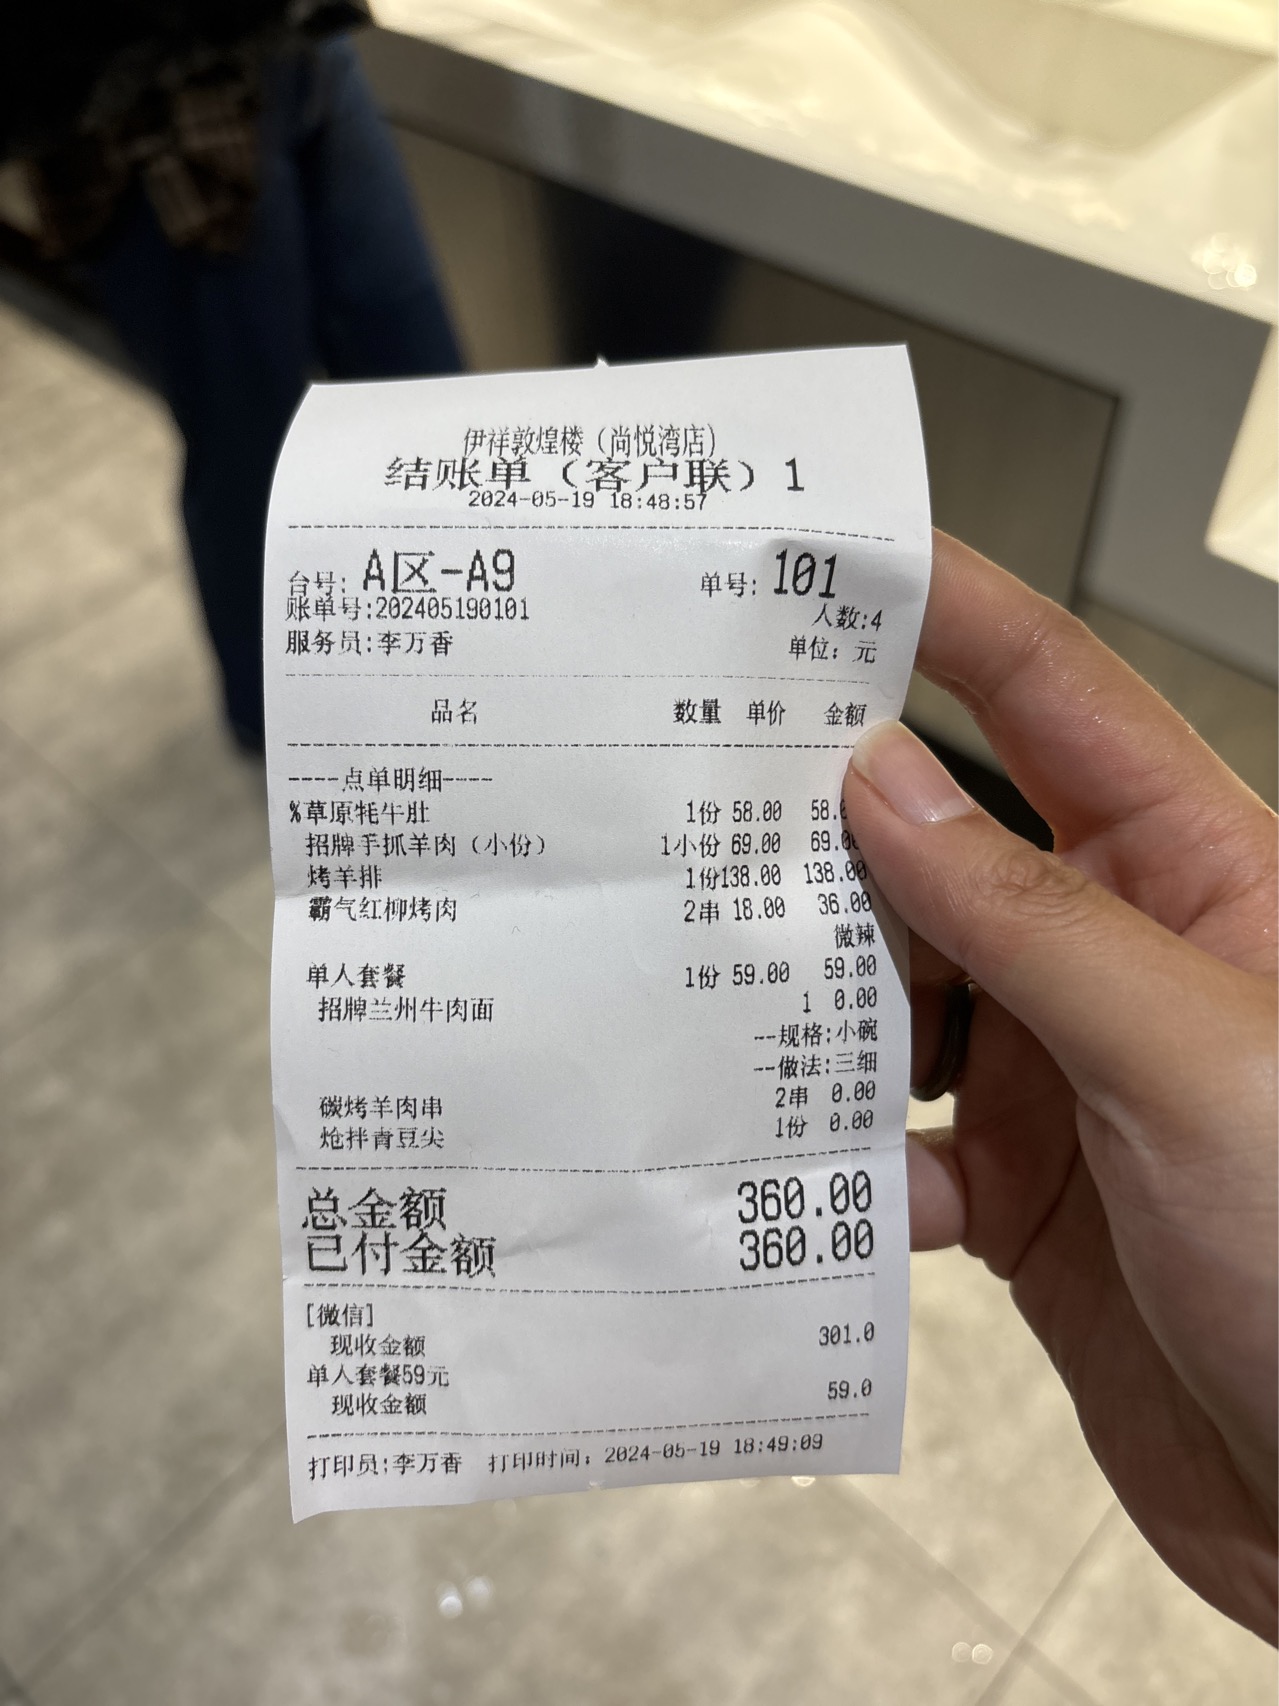 伊祥敦煌楼（尚悦湾店）
结账单（客户联）1
2024-05-19 18:48:57
台号: A区-A9 单号: 101
账单号:202405190101 人数:4
服务员:李万香 单位: 元
品名 数量 单价 金额
----点单明细----
%草原牦牛肚 1份 58.00 58.
招牌手抓羊肉（小份） 1小份 69.00 69.00
烤羊排 1份138.00 138.00
霸气红柳烤肉 2串 18.00 36.00
微辣
单人套餐 1份 59.00 59.00
招牌兰州牛肉面 1 0.00
--规格:小碗
--做法:三细
碳烤羊肉串 2串 0.00
炝拌青豆尖 1份 0.00
总金额 360.00
已付金额 360.00
[微信]
现收金额 301.0
单人套餐59元
现收金额 59.0
打印员:李万香 打印时间: 2024-05-19 18:49:09